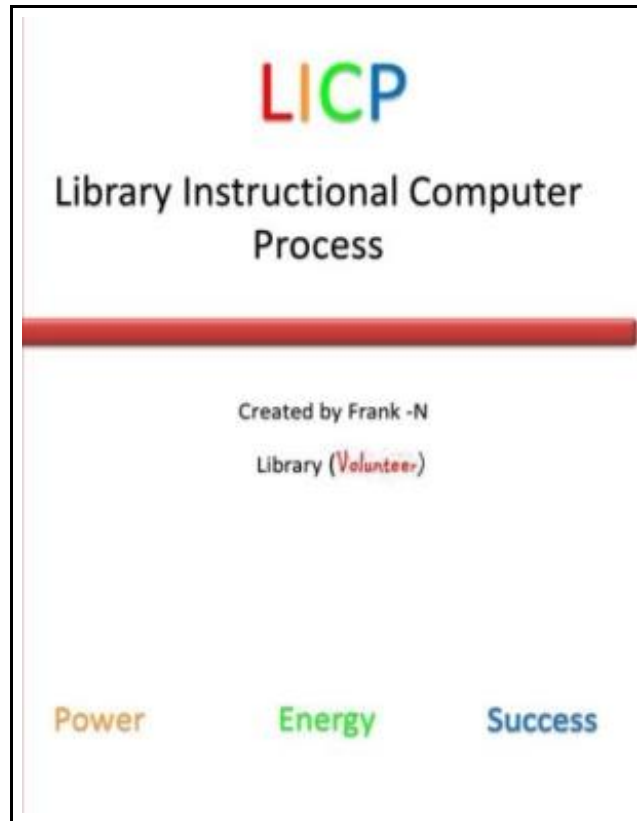 LICP
Library Instructional Computer
Process
Created by Frank -N
Library (Volunteer)
Power Energy Success